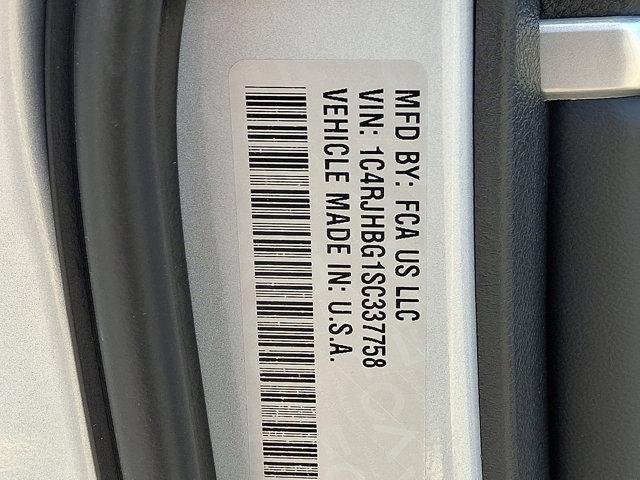 MFD BY: FCA US LLC
VIN: 1C4RJHBG1SC337758
VEHICLE MADE IN: U.S.A.